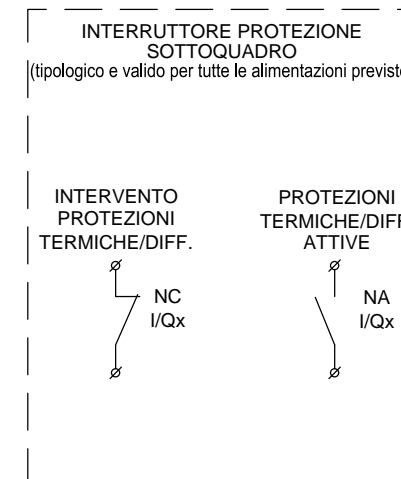 INTERRUTTORE PROTEZIONE
SOTTOQUADRO
(tipologico e valido per tutte le alimentazioni previste
INTERVENTO
PROTEZIONI
TERMICHE/DIFF.
NC
I/Qx
PROTEZIONI
TERMICHE/DIFF
ATTIVE
NA
I/Qx